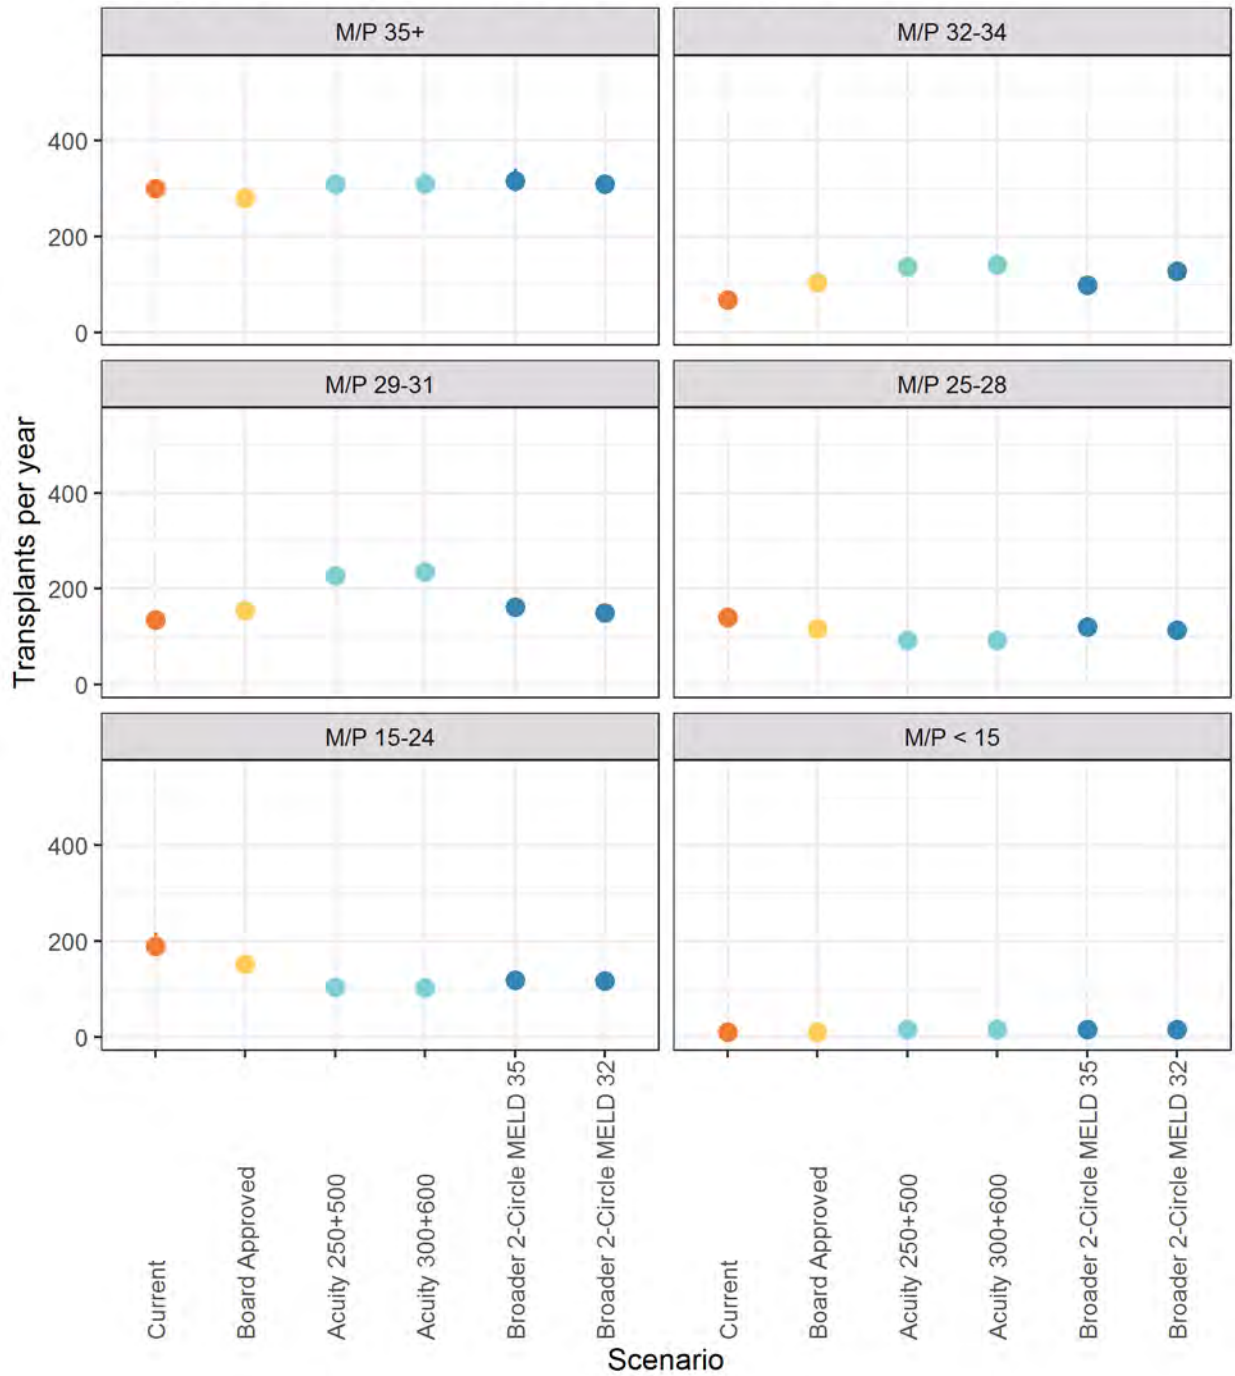 M/P 35+
M/P 32-34
400
200
0
M/P 29-31
M/P 25-28
400
200
0
M/P 15-24
M/P < 15
400
200
0
Transplants per year
Current
Board Approved
Acuity 250+500
Acuity 300+600
Broader 2-Circle MELD 35
Broader 2-Circle MELD 32
Current
Board Approved
Acuity 250+500
Acuity 300+600
Broader 2-Circle MELD 35
Broader 2-Circle MELD 32
Scenario